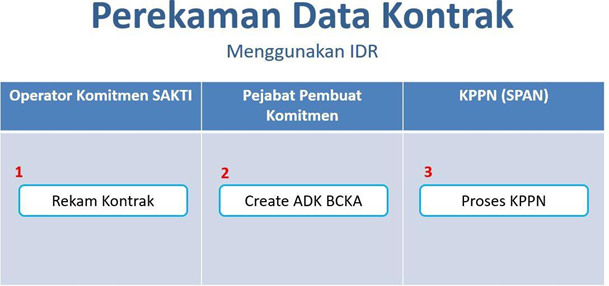 Perekaman Data Kontrak
Menggunakan IDR
Operator Komitmen SAKTI
Pejabat Pembuat
Komitmen
KPPN (SPAN)
1
Rekam Kontrak
2
Create ADK BCKA
3
Proses KPPN